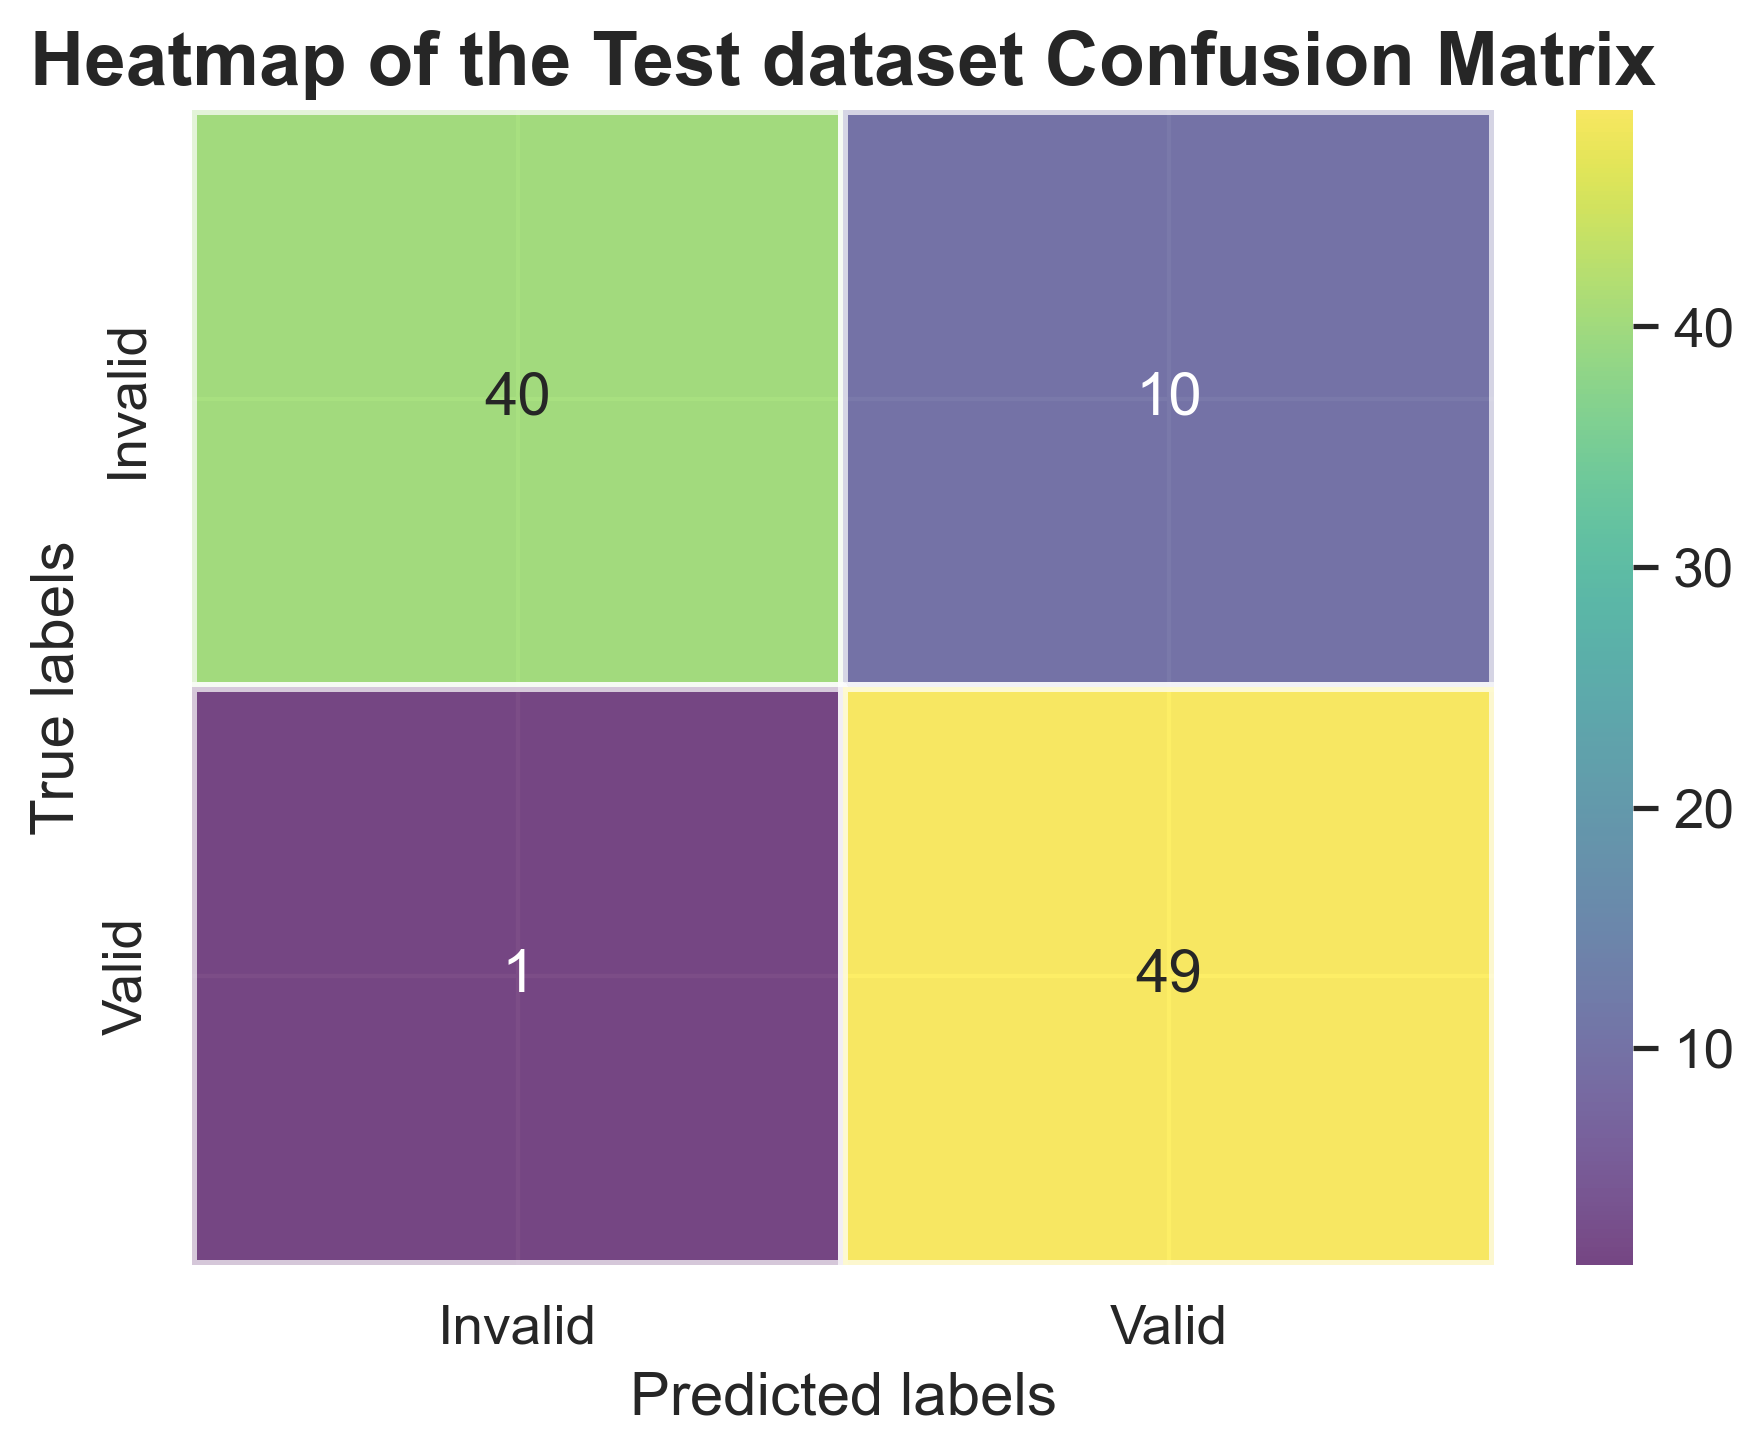 Heatmap of the Test dataset Confusion Matrix
True labels
Invalid
Valid
40
10
1
49
40
30
20
10
Invalid
Valid
Predicted labels